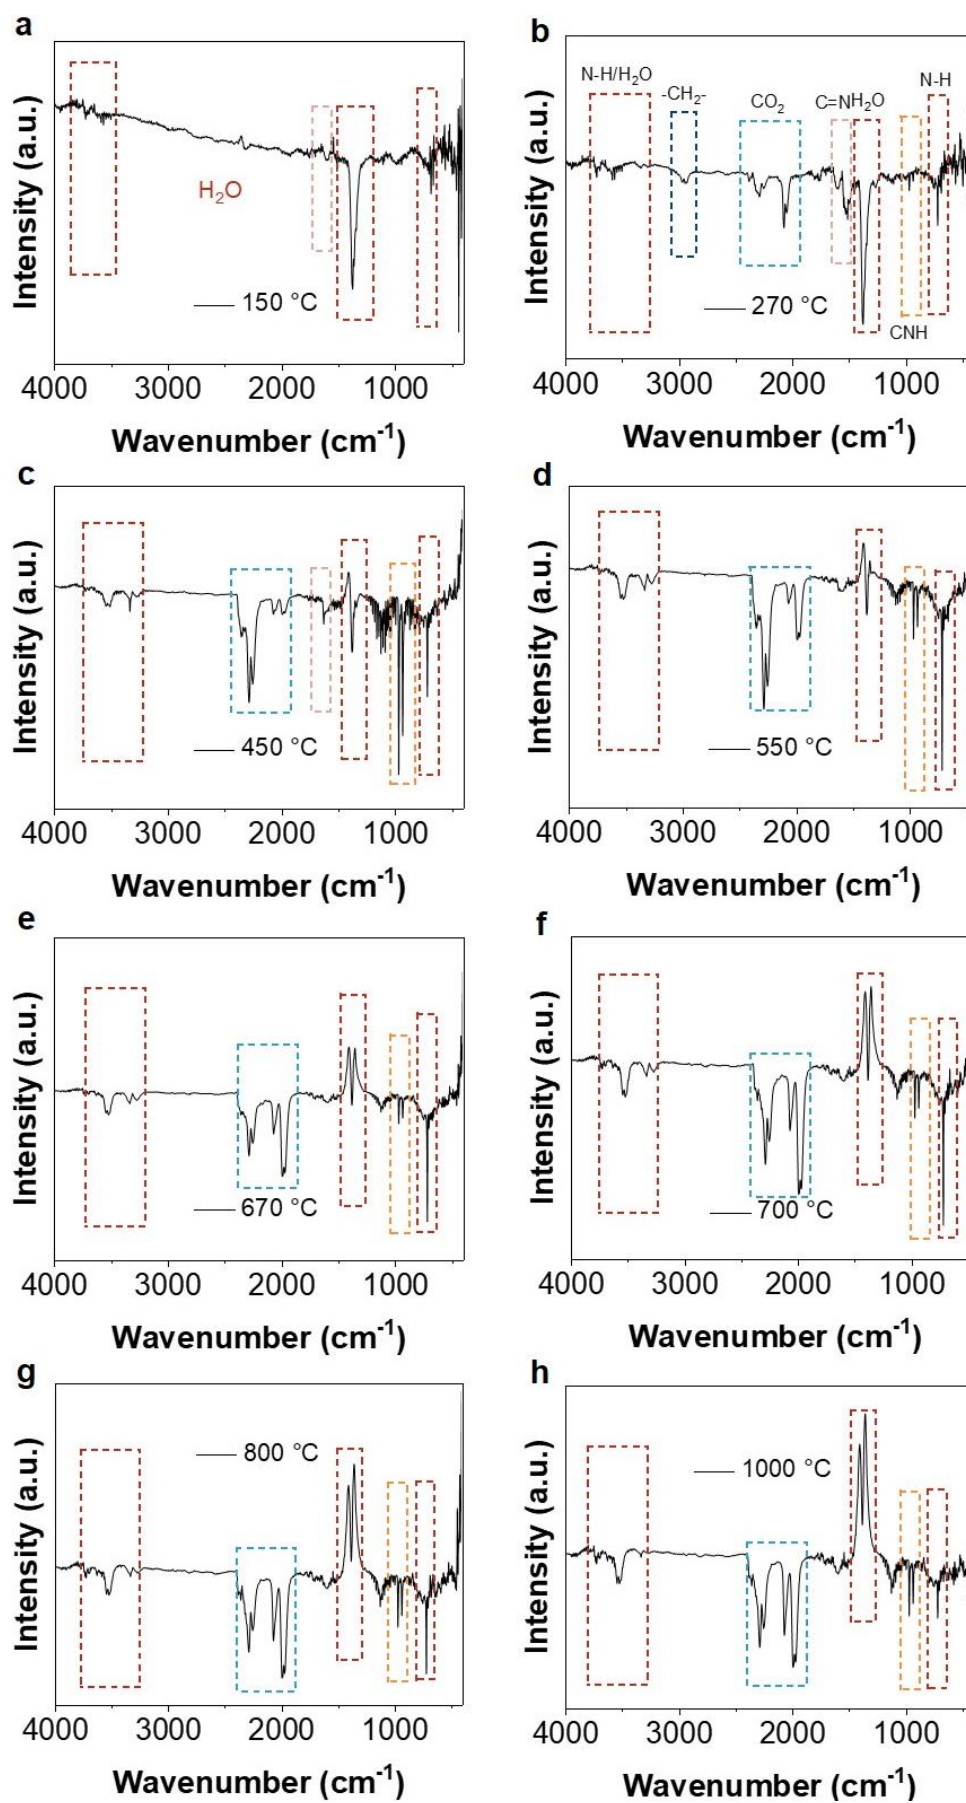 a
Intensity (a.u.)
H₂O
150 °C
4000 3000 2000 1000
Wavenumber (cm⁻¹)
b
Intensity (a.u.)
N-H/H₂O
-CH₂-
CO₂
C=N
H₂O
N-H
CNH
270 °C
4000 3000 2000 1000
Wavenumber (cm⁻¹)
c
Intensity (a.u.)
450 °C
4000 3000 2000 1000
Wavenumber (cm⁻¹)
d
Intensity (a.u.)
550 °C
4000 3000 2000 1000
Wavenumber (cm⁻¹)
e
Intensity (a.u.)
670 °C
4000 3000 2000 1000
Wavenumber (cm⁻¹)
f
Intensity (a.u.)
700 °C
4000 3000 2000 1000
Wavenumber (cm⁻¹)
g
Intensity (a.u.)
800 °C
4000 3000 2000 1000
Wavenumber (cm⁻¹)
h
Intensity (a.u.)
1000 °C
4000 3000 2000 1000
Wavenumber (cm⁻¹)